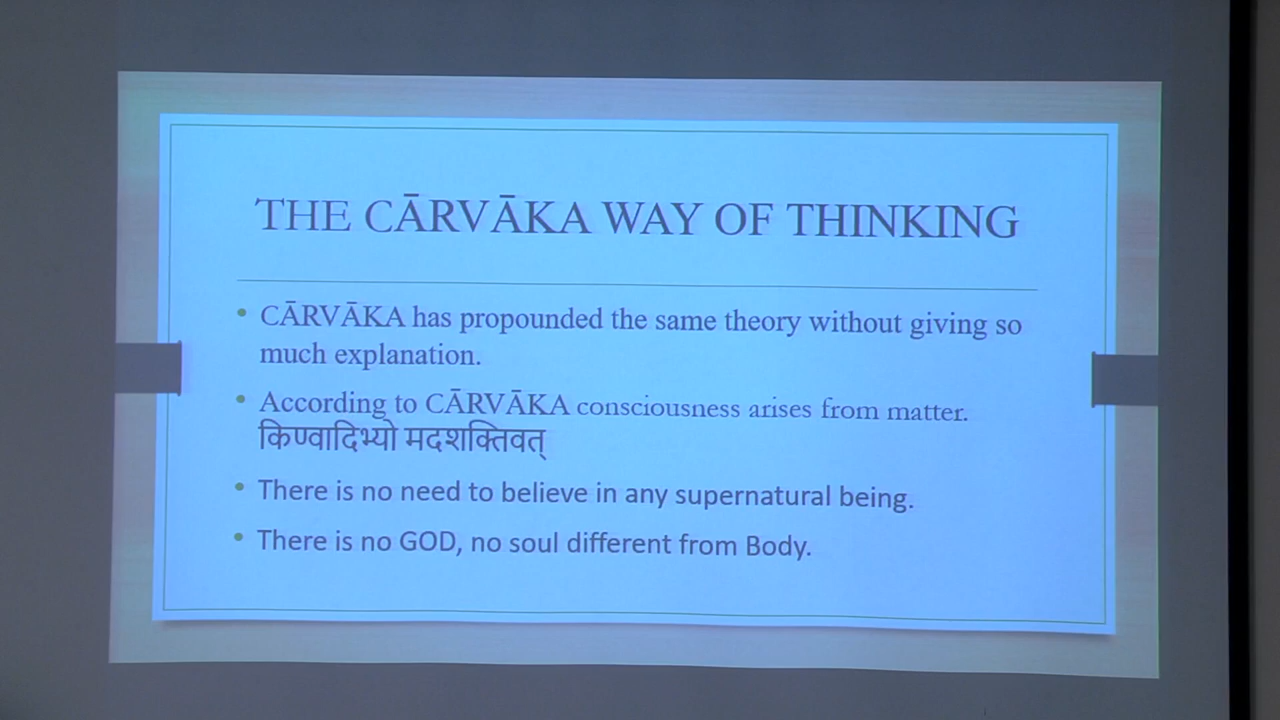 THE CĀRVĀKA WAY OF THINKING
• CĀRVĀKA has propounded the same theory without giving so
much explanation.
• According to CĀRVĀKA consciousness arises from matter.
किण्वादिभ्यो मदशक्तिवत्
• There is no need to believe in any supernatural being.
• There is no GOD, no soul different from Body.